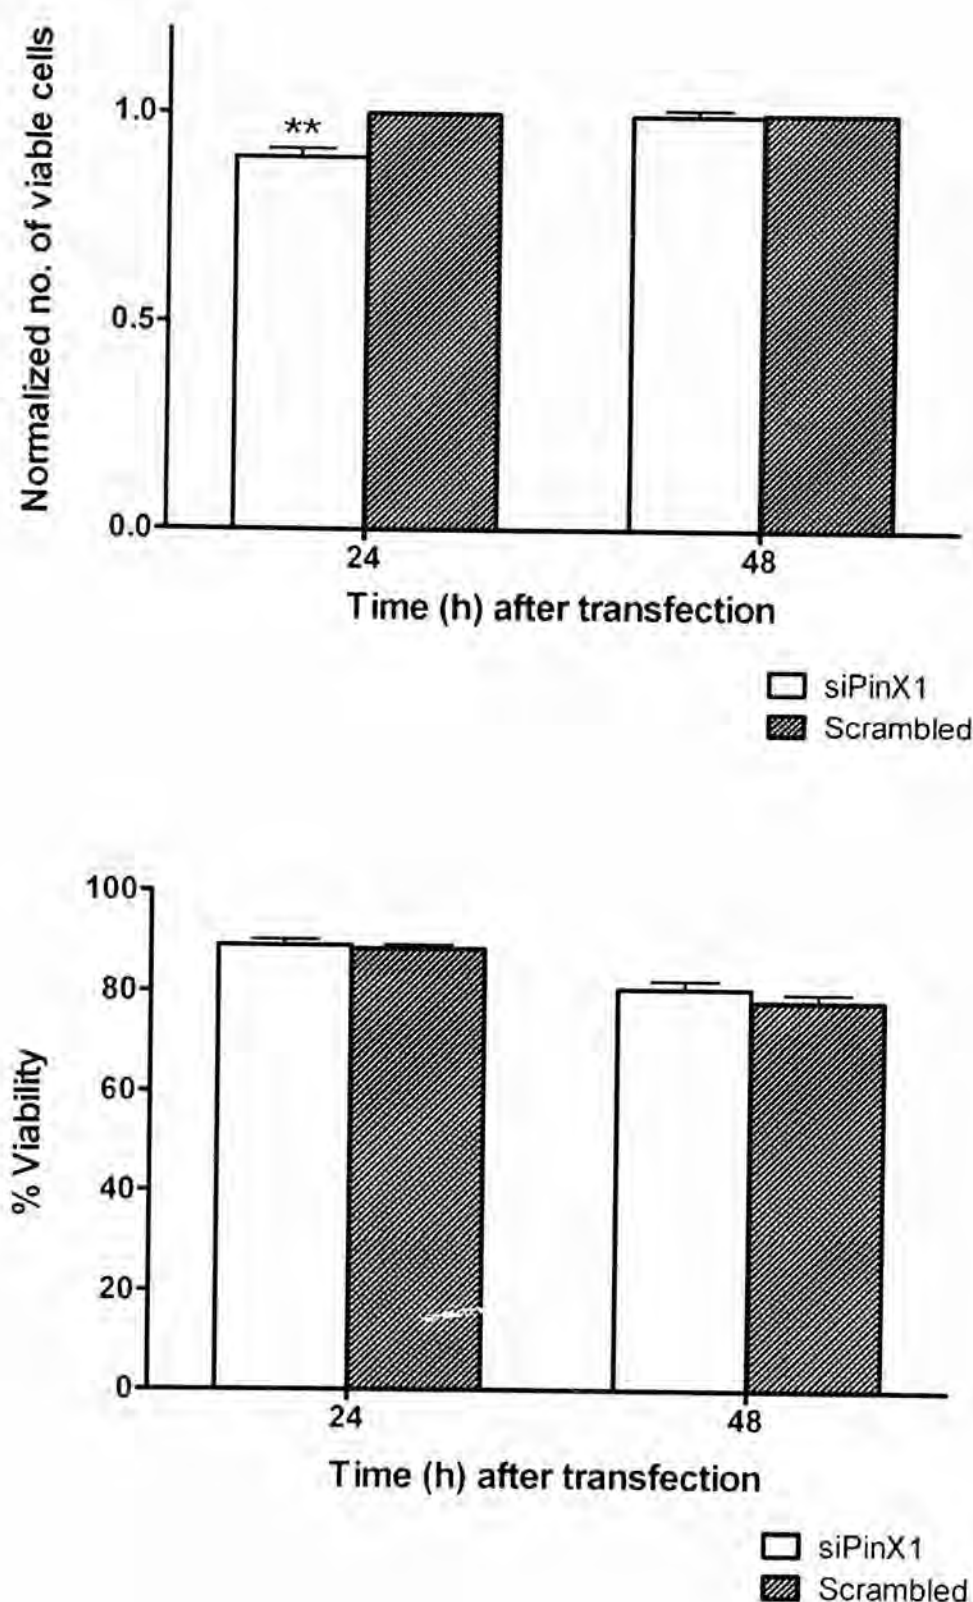 Normalized no. of viable cells
1.0
0.5
0.0
**
24
48
Time (h) after transfection
siPinX1
Scrambled
% Viability
100
80
60
40
20
0
24
48
Time (h) after transfection
siPinX1
Scrambled